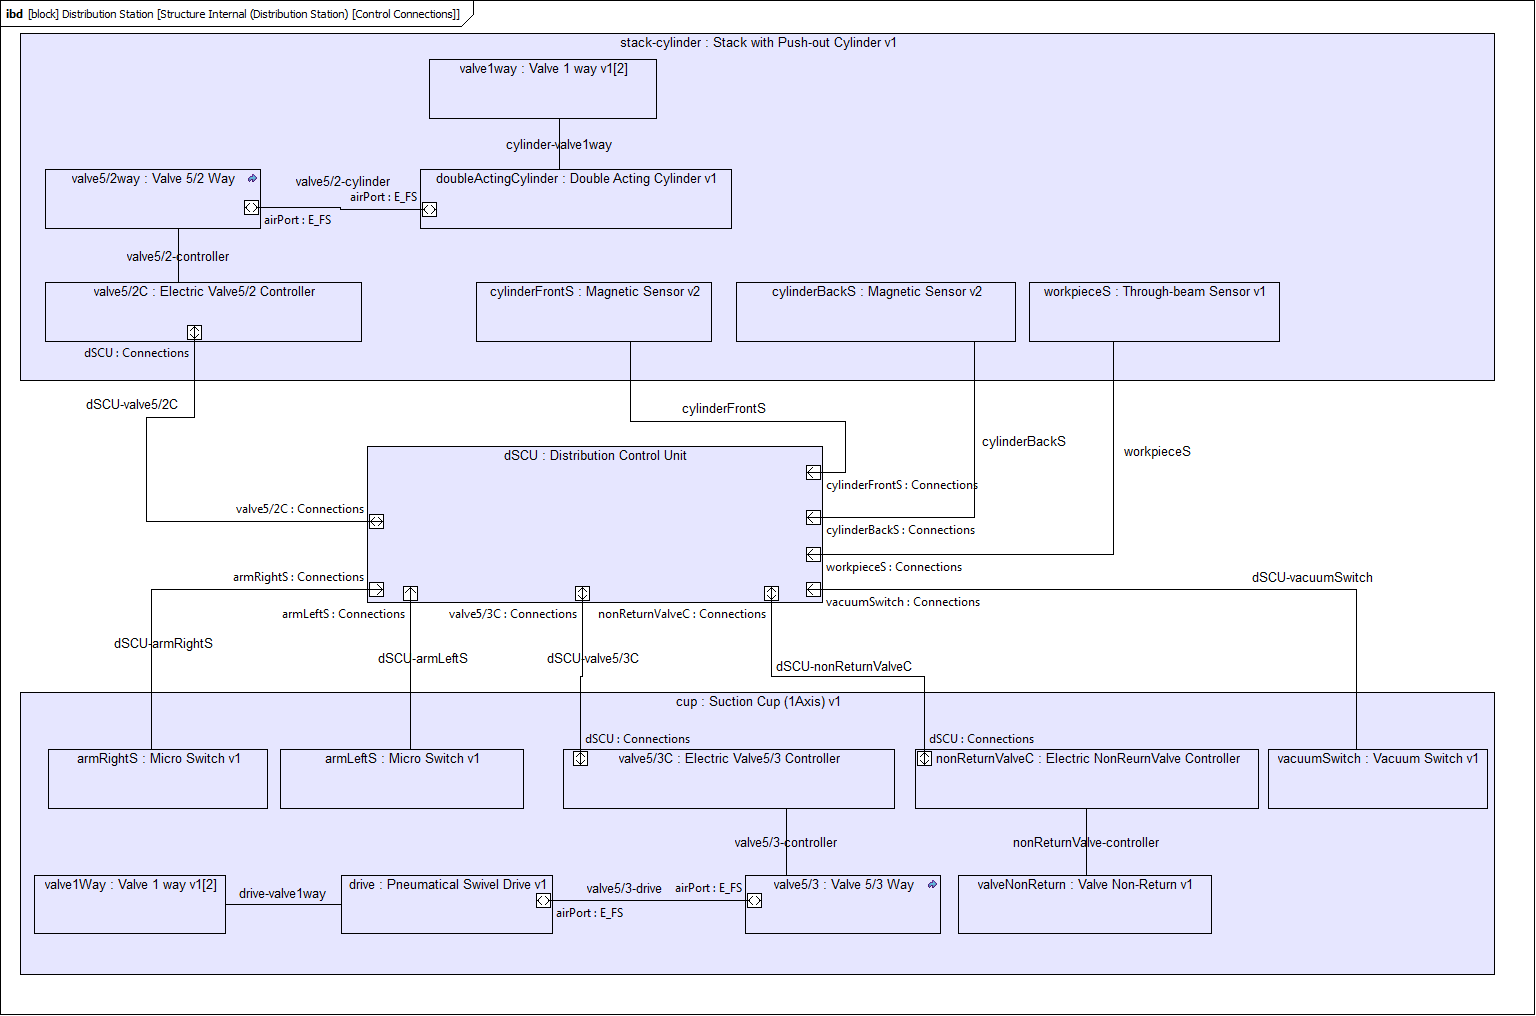 ibd [block] Distribution Station [Structure Internal (Distribution Station) [Control Connections]]
stack-cylinder : Stack with Push-out Cylinder v1
valve1way : Valve 1 way v1[2]
cylinder-valve1way
valve5/2way : Valve 5/2 Way
valve5/2-cylinder
doubleActingCylinder : Double Acting Cylinder v1
airPort : E_FS
airPort : E_FS
valve5/2-controller
valve5/2C : Electric Valve5/2 Controller
cylinderFrontS : Magnetic Sensor v2
cylinderBackS : Magnetic Sensor v2
workpieceS : Through-beam Sensor v1
dSCU : Connections
dSCU-valve5/2C
cylinderFrontS
cylinderBackS
workpieceS
dSCU : Distribution Control Unit
cylinderFrontS : Connections
valve5/2C : Connections
cylinderBackS : Connections
workpieceS : Connections
armRightS : Connections
dSCU-vacuumSwitch
vacuumSwitch : Connections
armLeftS : Connections
valve5/3C : Connections
nonReturnValveC : Connections
dSCU-armRightS
dSCU-armLeftS
dSCU-valve5/3C
dSCU-nonReturnValveC
cup : Suction Cup (1Axis) v1
dSCU : Connections
dSCU : Connections
armRightS : Micro Switch v1
armLeftS : Micro Switch v1
valve5/3C : Electric Valve5/3 Controller
nonReturnValveC : Electric NonReurnValve Controller
vacuumSwitch : Vacuum Switch v1
valve5/3-controller
nonReturnValve-controller
valve1Way : Valve 1 way v1[2]
drive-valve1way
drive : Pneumatical Swivel Drive v1
valve5/3-drive
airPort : E_FS
valve5/3 : Valve 5/3 Way
valveNonReturn : Valve Non-Return v1
airPort : E_FS